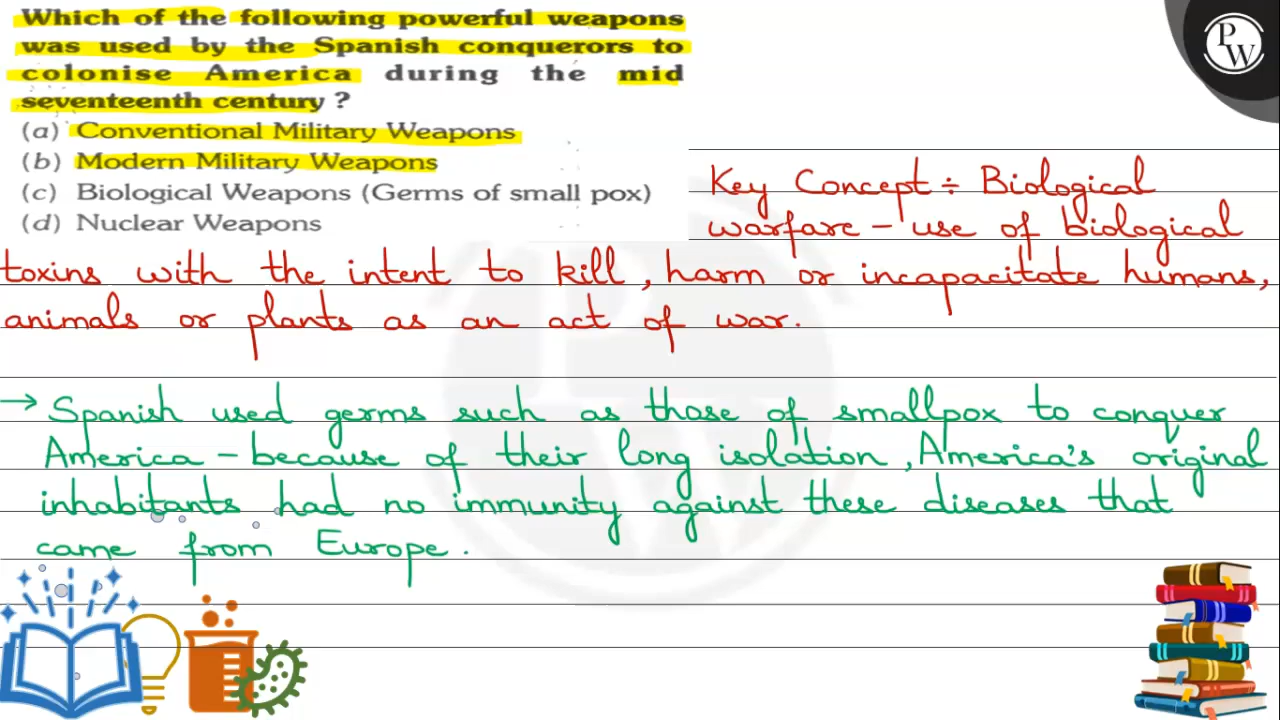 Which of the following powerful weapons
was used by the Spanish conquerors to
colonise America during the mid
seventeenth century ?
(a) Conventional Military Weapons
(b) Modern Military Weapons
(c) Biological Weapons (Germs of small pox)
(d) Nuclear Weapons
PW
Key Concept ÷ Biological
warfare - use of biological
toxins with the intent to kill, harm or incapacitate humans,
animals or plants as an act of war.
→ Spanish used germs such as those of smallpox to conquer
America - because of their long isolation, America's original
inhabitants had no immunity against these diseases that
came from Europe.